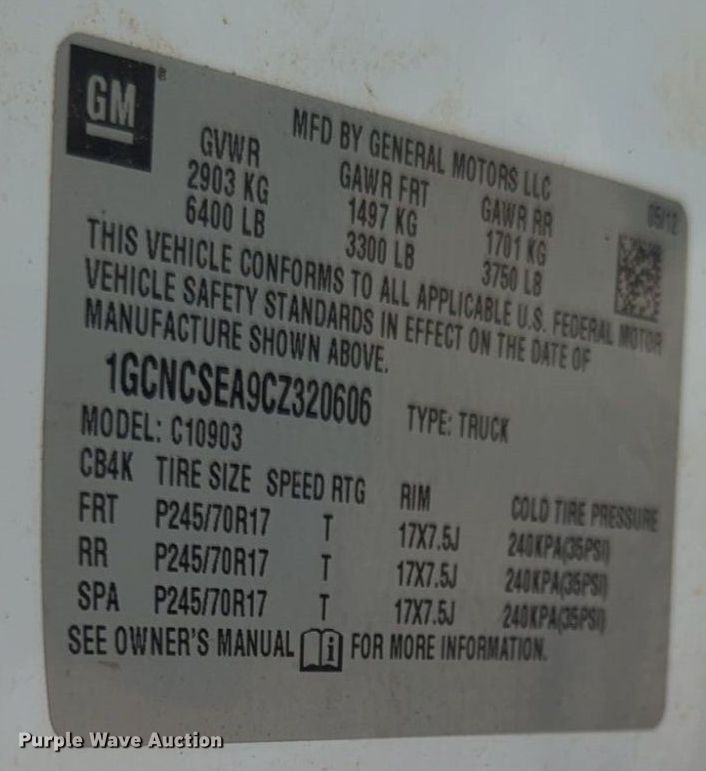 GM®
MFD BY GENERAL MOTORS LLC
05/12
GVWR GAWR FRT GAWR RR
2903 KG 1497 KG 1701 KG
6400 LB 3300 LB 3750 LB
THIS VEHICLE CONFORMS TO ALL APPLICABLE U.S. FEDERAL MOTOR
VEHICLE SAFETY STANDARDS IN EFFECT ON THE DATE OF
MANUFACTURE SHOWN ABOVE.
1GCNCSEA9CZ320606 TYPE: TRUCK
MODEL: C10903
CB4K TIRE SIZE SPEED RTG RIM COLD TIRE PRESSURE
FRT P245/70R17 T 17X7.5J 240KPA(35PSI)
RR P245/70R17 T 17X7.5J 240KPA(35PSI)
SPA P245/70R17 T 17X7.5J 240KPA(35PSI)
SEE OWNER'S MANUAL i FOR MORE INFORMATION.
Purple Wave Auction